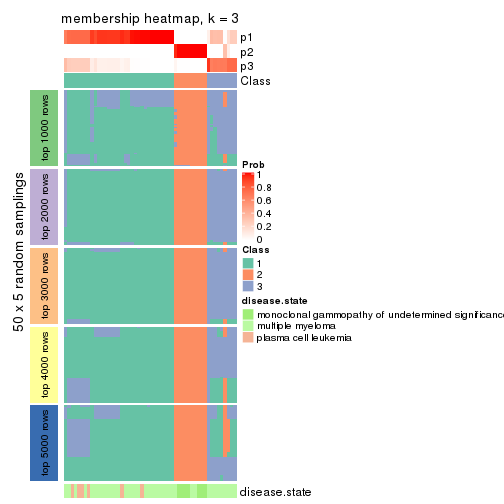 membership heatmap, k = 3
p1
p2
p3
Class
50 x 5 random samplings
top 1000 rows
top 2000 rows
top 3000 rows
top 4000 rows
top 5000 rows
Prob
1
0.8
0.6
0.4
0.2
0
Class
1
2
3
disease.state
monoclonal gammopathy of undetermined significance
multiple myeloma
plasma cell leukemia
disease.state